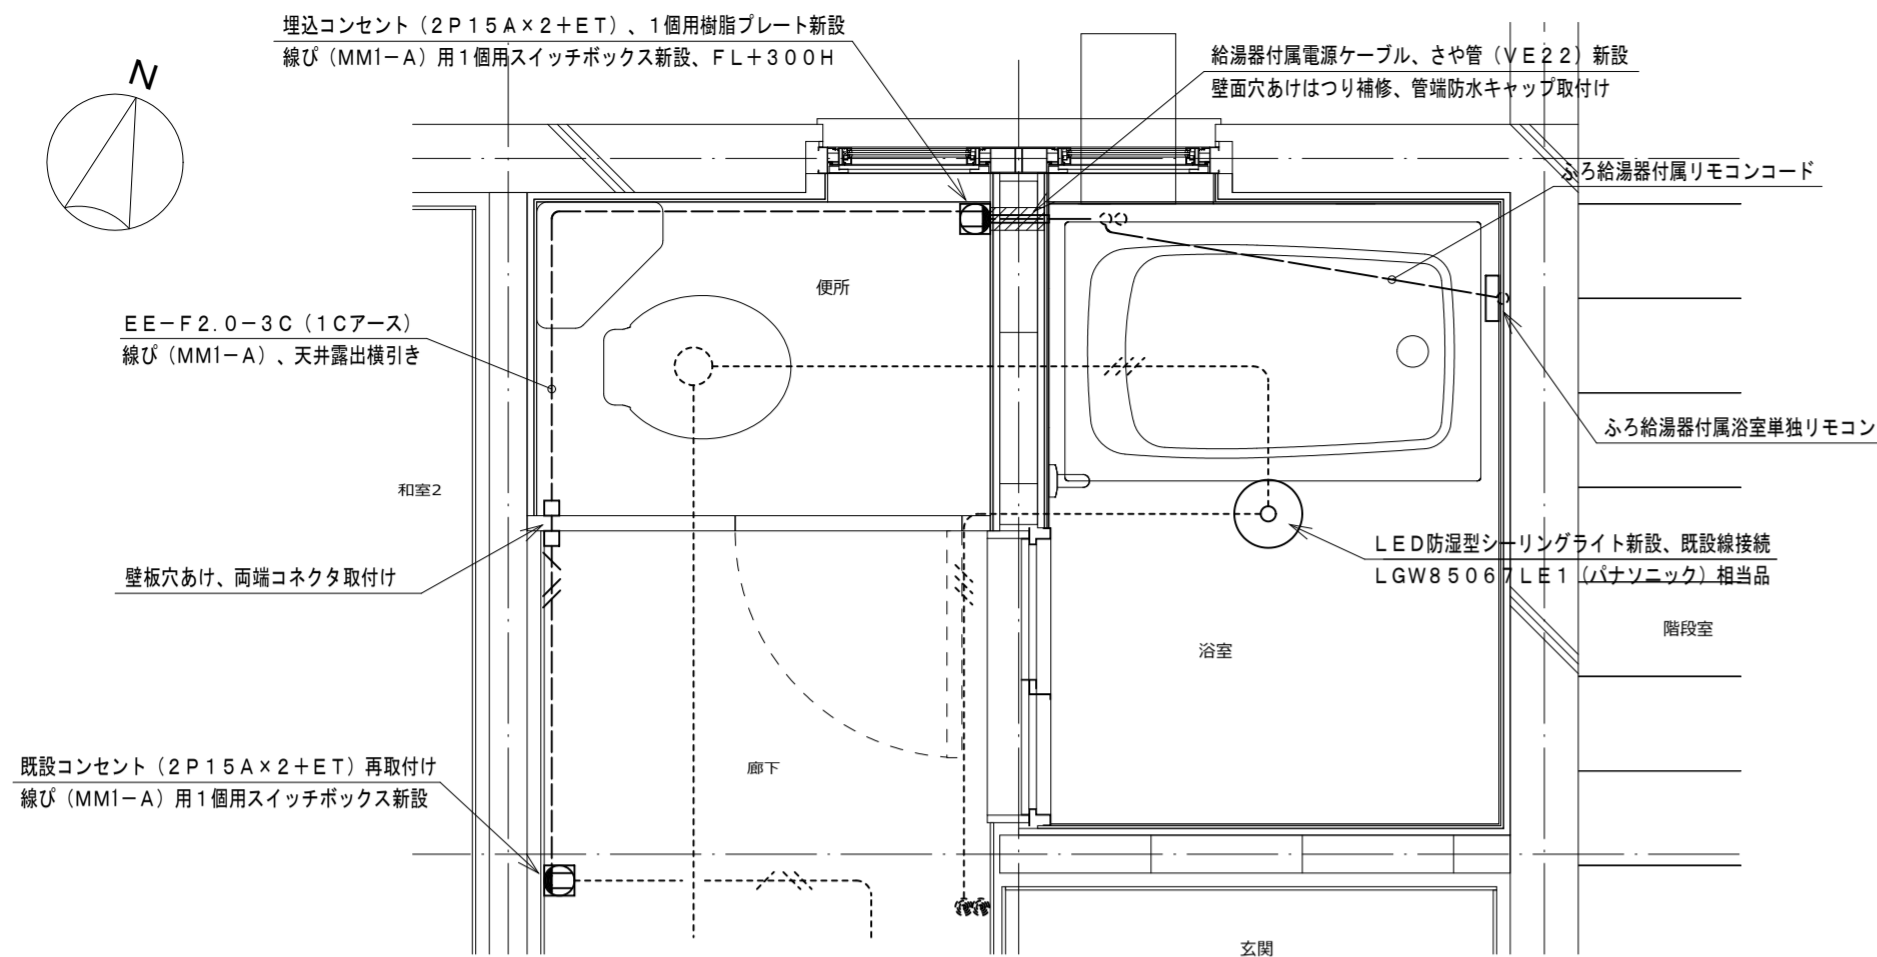 埋込コンセント（２Ｐ１５Ａ×２＋ＥＴ）、１個用樹脂プレート新設
線ぴ（MM1－A）用１個用スイッチボックス新設、ＦＬ＋３００Ｈ
給湯器付属電源ケーブル、さや管（ＶＥ２２）新設
壁面穴あけはつり補修、管端防水キャップ取付け
N
ふろ給湯器付属リモコンコード
便所
ＥＥ－Ｆ２．０－３Ｃ（１Ｃアース）
線ぴ（MM1－A）、天井露出横引き
ふろ給湯器付属浴室単独リモコン
和室2
ＬＥＤ防湿型シーリングライト新設、既設線接続
ＬＧＷ８５０６７ＬＥ１（パナソニック）相当品
壁板穴あけ、両端コネクタ取付け
階段室
浴室
既設コンセント（２Ｐ１５Ａ×２＋ＥＴ）再取付け
線ぴ（MM1－A）用１個用スイッチボックス新設
廊下
玄関